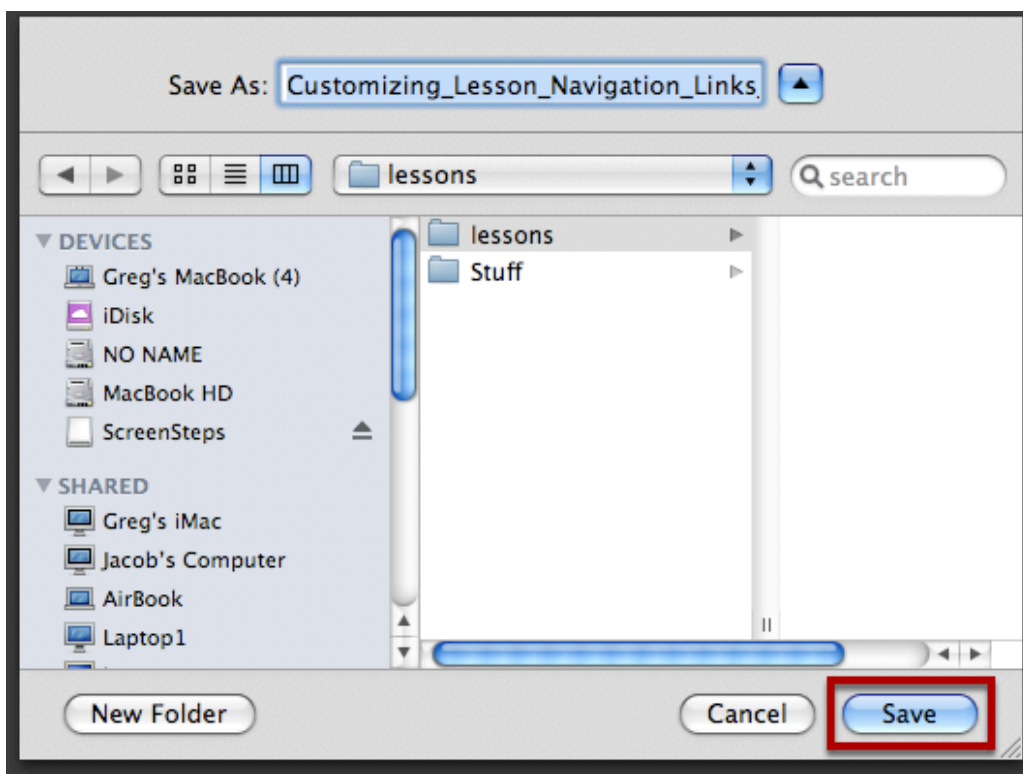 Save As: Customizing_Lesson_Navigation_Links_
lessons search
DEVICES
Greg's MacBook (4)
iDisk
NO NAME
MacBook HD
ScreenSteps
SHARED
Greg's iMac
Jacob's Computer
AirBook
Laptop1
lessons
Stuff
New Folder Cancel Save